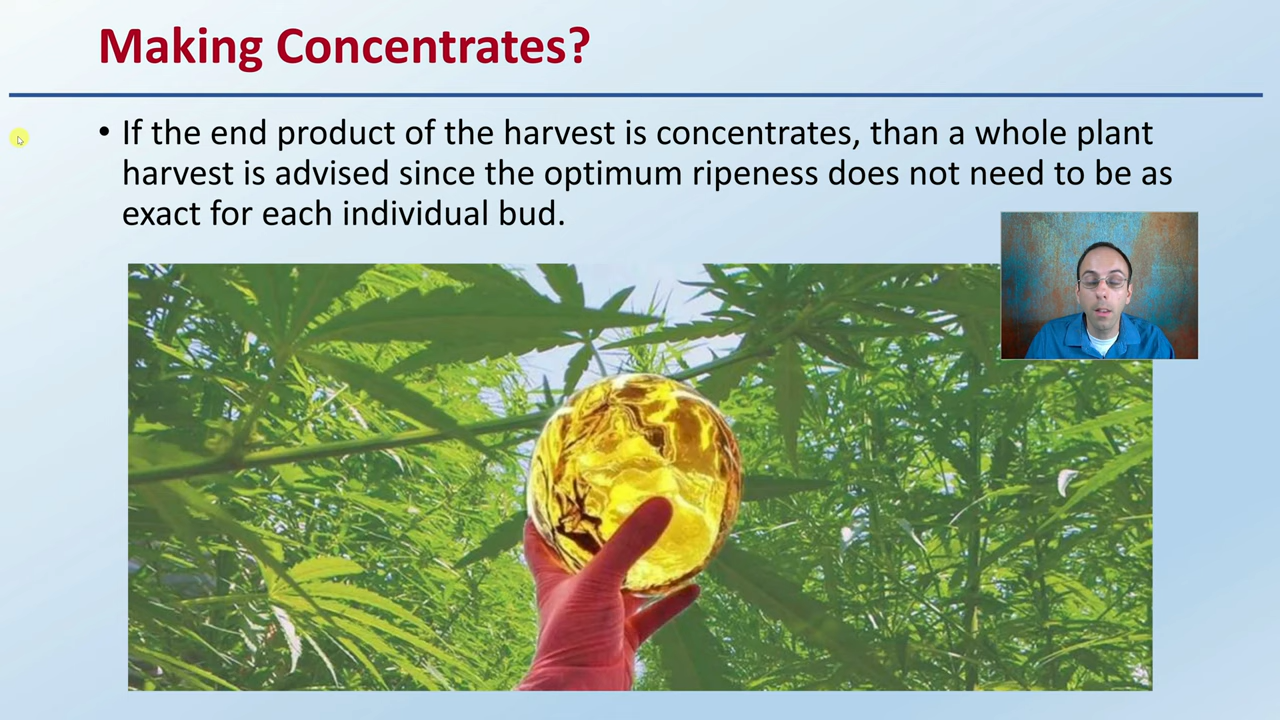 Making Concentrates?
• If the end product of the harvest is concentrates, than a whole plant
harvest is advised since the optimum ripeness does not need to be as
exact for each individual bud.